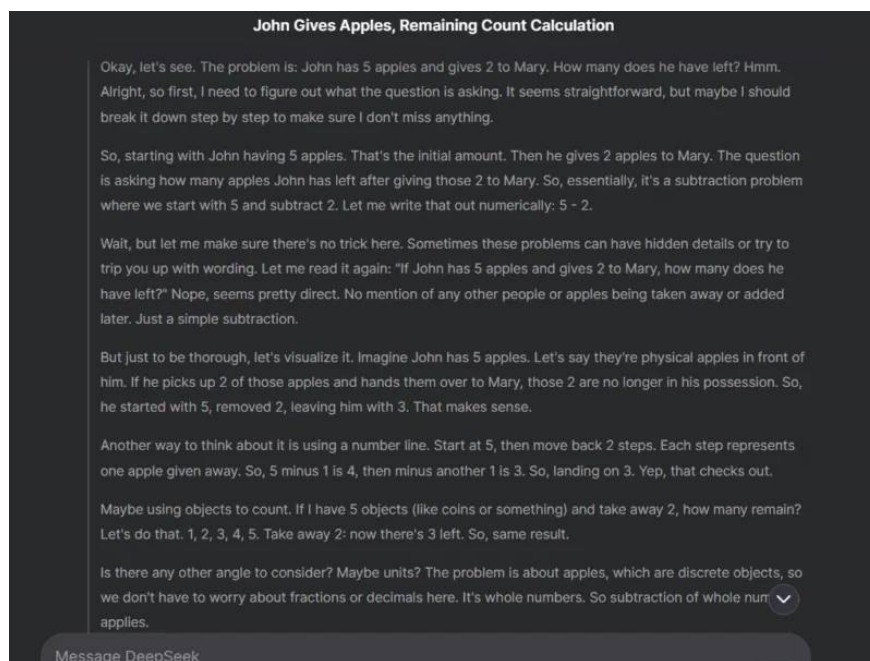 John Gives Apples, Remaining Count Calculation
Okay, let's see. The problem is: John has 5 apples and gives 2 to Mary. How many does he have left? Hmm.
Alright, so first, I need to figure out what the question is asking. It seems straightforward, but maybe I should
break it down step by step to make sure I don't miss anything.
So, starting with John having 5 apples. That's the initial amount. Then he gives 2 apples to Mary. The question
is asking how many apples John has left after giving those 2 to Mary. So, essentially, it's a subtraction problem
where we start with 5 and subtract 2. Let me write that out numerically: 5 - 2.
Wait, but let me make sure there's no trick here. Sometimes these problems can have hidden details or try to
trip you up with wording. Let me read it again: "If John has 5 apples and gives 2 to Mary, how many does he
have left?" Nope, seems pretty direct. No mention of any other people or apples being taken away or added
later. Just a simple subtraction.
But just to be thorough, let's visualize it. Imagine John has 5 apples. Let's say they're physical apples in front of
him. If he picks up 2 of those apples and hands them over to Mary, those 2 are no longer in his possession. So,
he started with 5, removed 2, leaving him with 3. That makes sense.
Another way to think about it is using a number line. Start at 5, then move back 2 steps. Each step represents
one apple given away. So, 5 minus 1 is 4, then minus another 1 is 3. So, landing on 3. Yep, that checks out.
Maybe using objects to count. If I have 5 objects (like coins or something) and take away 2, how many remain?
Let's do that. 1, 2, 3, 4, 5. Take away 2: now there's 3 left. So, same result.
Is there any other angle to consider? Maybe units? The problem is about apples, which are discrete objects, so
we don't have to worry about fractions or decimals here. It's whole numbers. So subtraction of whole
applies.
Message DeepSeek